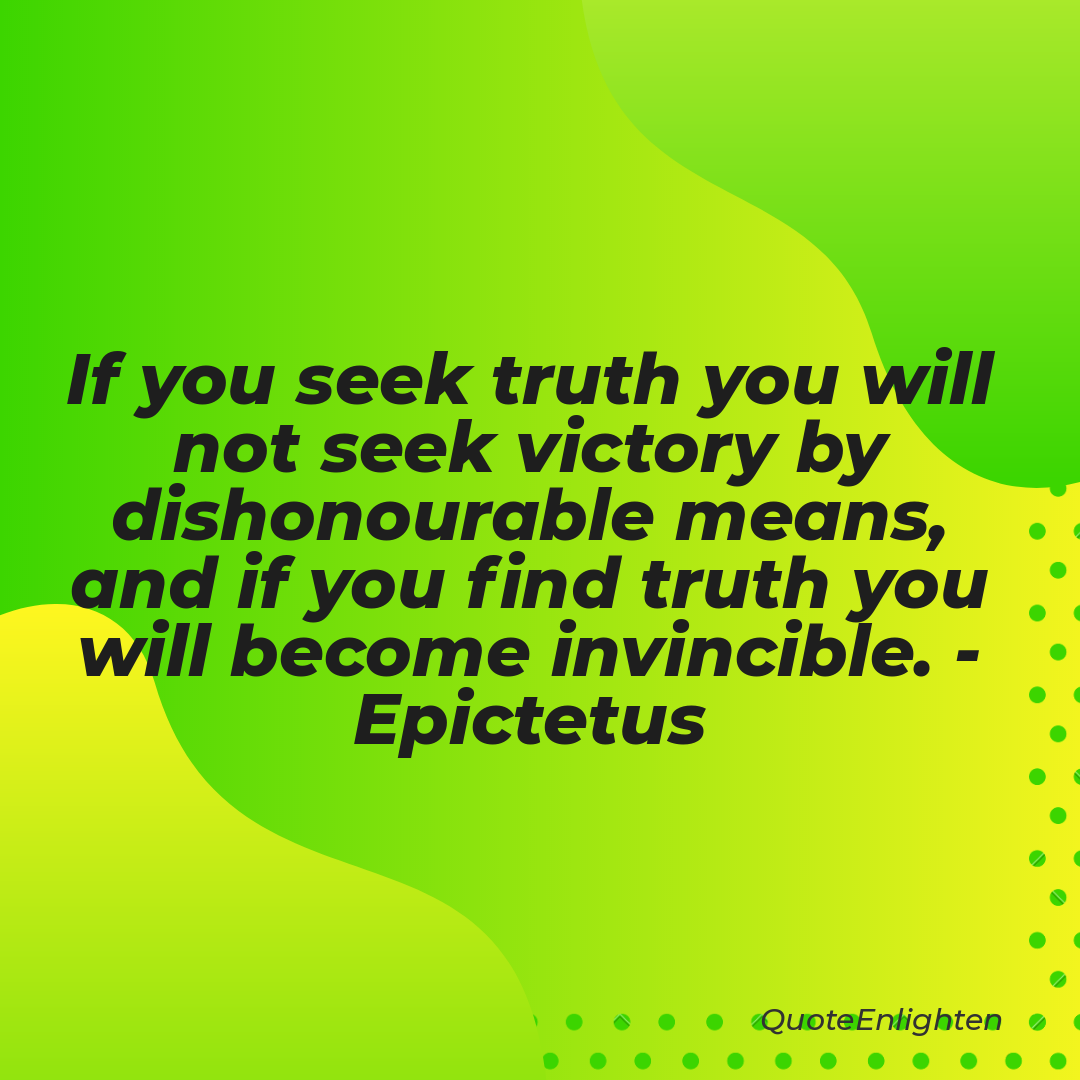 If you seek truth you will
not seek victory by
dishonourable means,
and if you find truth you
will become invincible. -
Epictetus
QuoteEnlighten